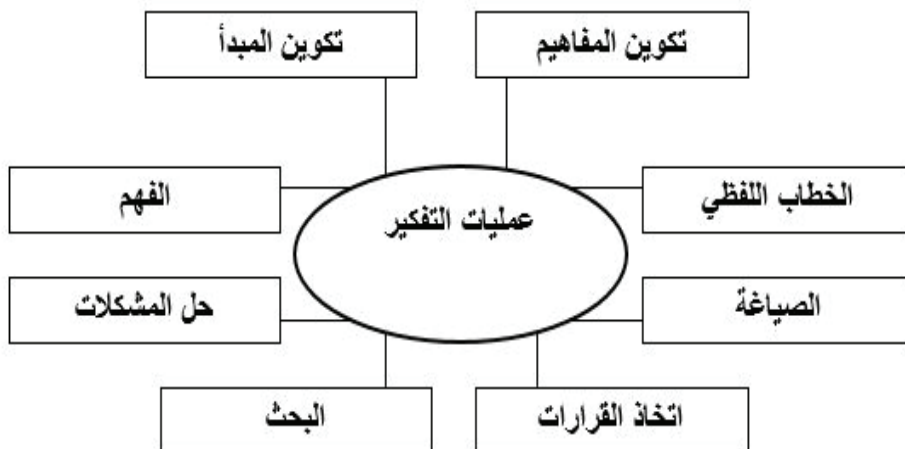 تكوين المفاهيم
تكوين المبدأ
الخطاب اللفظي
الفهم
عمليات التفكير
الصياغة
حل المشكلات
اتخاذ القرارات
البحث